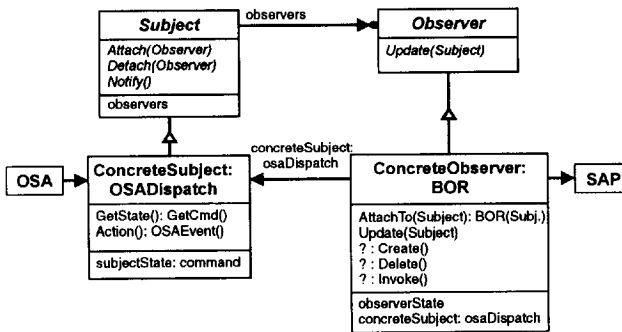 Subject
Attach(Observer)
Detach(Observer)
Notify()
observers
observers
Observer
Update(Subject)
OSA
ConcreteSubject:
OSADispatch
GetState(): GetCmd()
Action(): OSAEvent()
subjectState: command
concreteSubject:
osaDispatch
ConcreteObserver:
BOR
AttachTo(Subject): BOR(Subj.)
Update(Subject)
? : Create()
? : Delete()
? : Invoke()
observerState
concreteSubject: osaDispatch
SAP